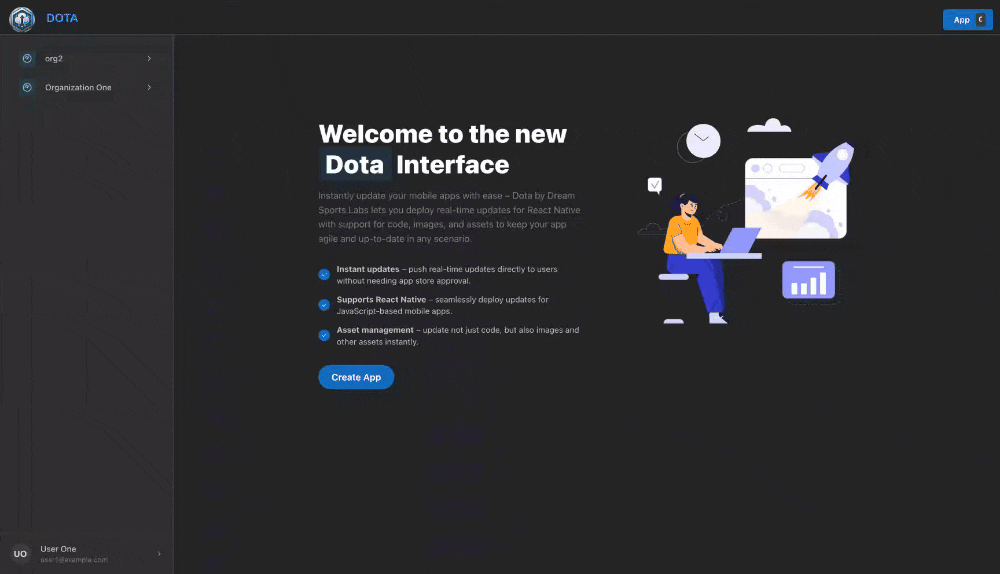 DOTA
App C
org2
Organization One
Welcome to the new
Dota Interface
Instantly update your mobile apps with ease – Dota by Dream
Sports Labs lets you deploy real-time updates for React Native
with support for code, images, and assets to keep your app
agile and up-to-date in any scenario.
Instant updates – push real-time updates directly to users
without needing app store approval.
Supports React Native – seamlessly deploy updates for
JavaScript-based mobile apps.
Asset management – update not just code, but also images and
other assets instantly.
Create App
UO
User One
user1@example.com